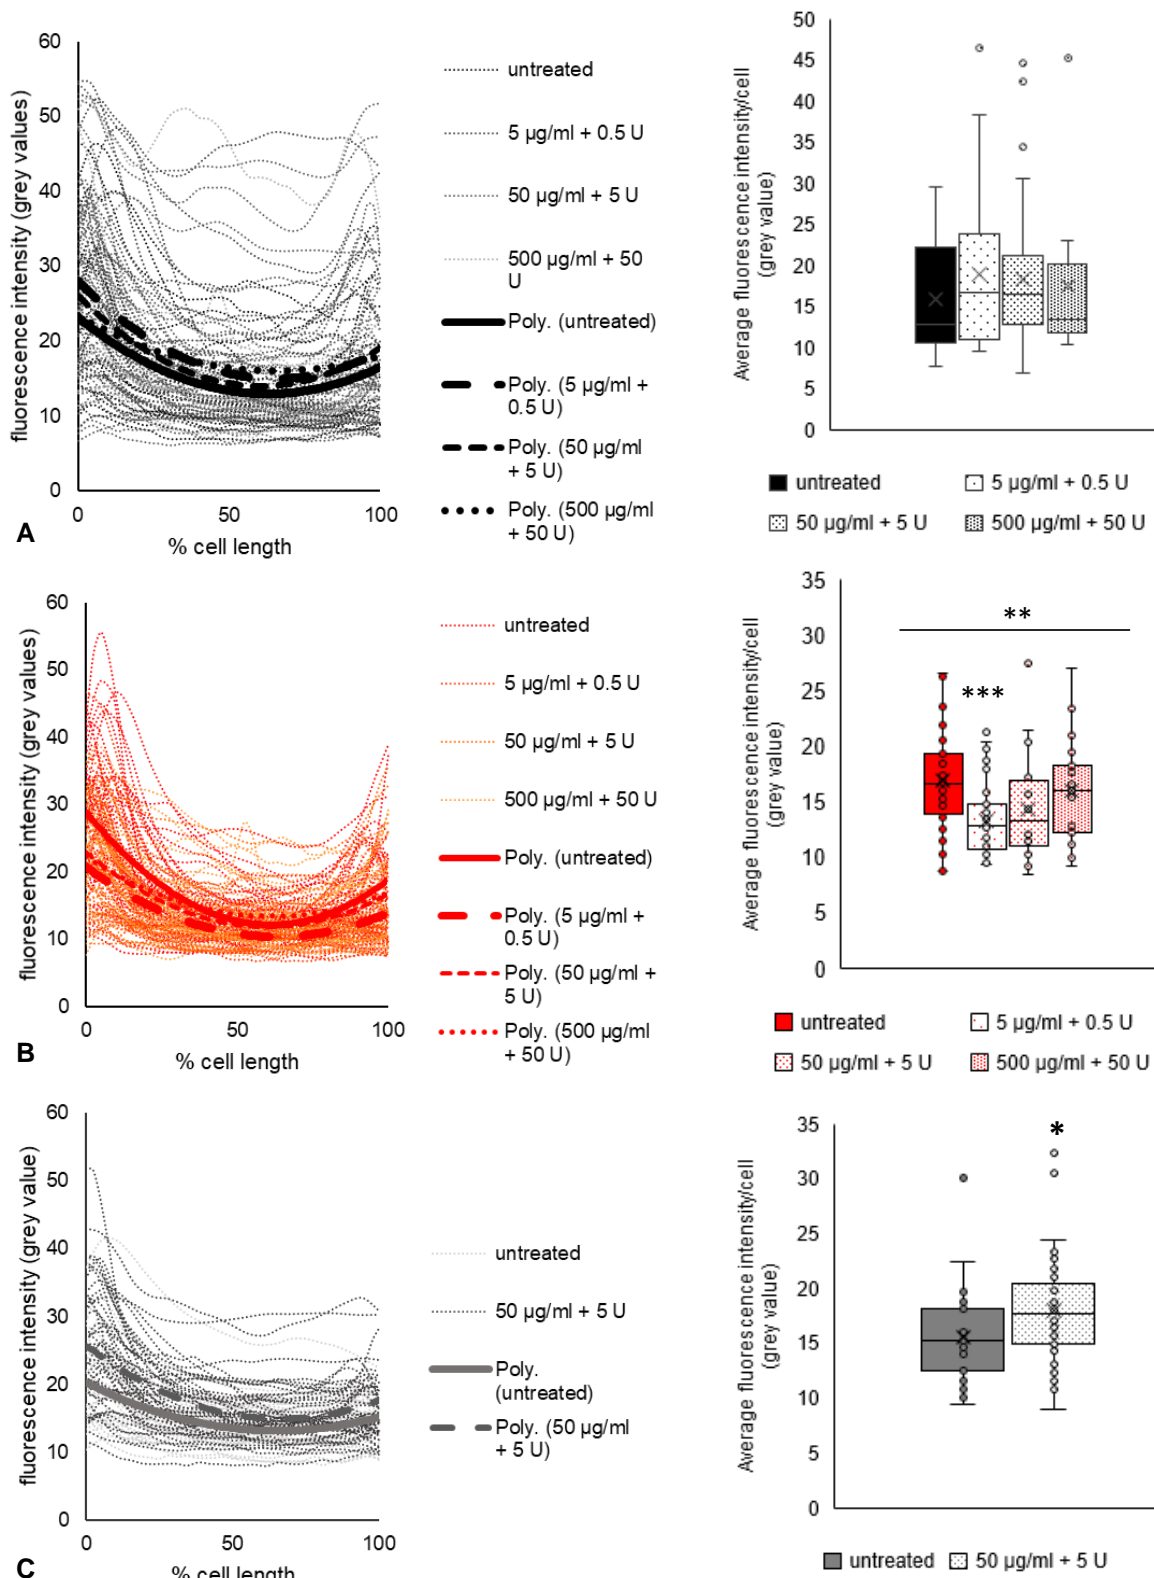 60
50
40
30
20
10
0
0
50
100
fluorescence intensity (grey values)
% cell length
A
untreated
5 µg/ml + 0.5 U
50 µg/ml + 5 U
500 µg/ml + 50
U
Poly. (untreated)
Poly. (5 µg/ml +
0.5 U)
Poly. (50 µg/ml
+ 5 U)
Poly. (500 µg/ml
+ 50 U)
50
45
40
35
30
25
20
15
10
5
0
Average fluorescence intensity/cell
(grey value)
untreated
5 µg/ml + 0.5 U
50 µg/ml + 5 U
500 µg/ml + 50 U
60
50
40
30
20
10
0
0
50
100
fluorescence intensity (grey values)
% cell length
B
untreated
5 µg/ml + 0.5 U
50 µg/ml + 5 U
500 µg/ml + 50 U
Poly. (untreated)
Poly. (5 µg/ml +
0.5 U)
Poly. (50 µg/ml +
5 U)
Poly. (500 µg/ml
+ 50 U)
35
30
25
20
15
10
5
0
Average fluorescence intensity/cell
(grey value)
**
***
untreated
5 µg/ml + 0.5 U
50 µg/ml + 5 U
500 µg/ml + 50 U
60
50
40
30
20
10
0
0
50
100
fluorescence intensity (grey value)
% cell length
C
untreated
50 µg/ml + 5 U
Poly.
(untreated)
Poly. (50 µg/ml
+ 5 U)
35
30
25
20
15
10
5
0
Average fluorescence intensity/cell
(grey value)
*
untreated
50 µg/ml + 5 U